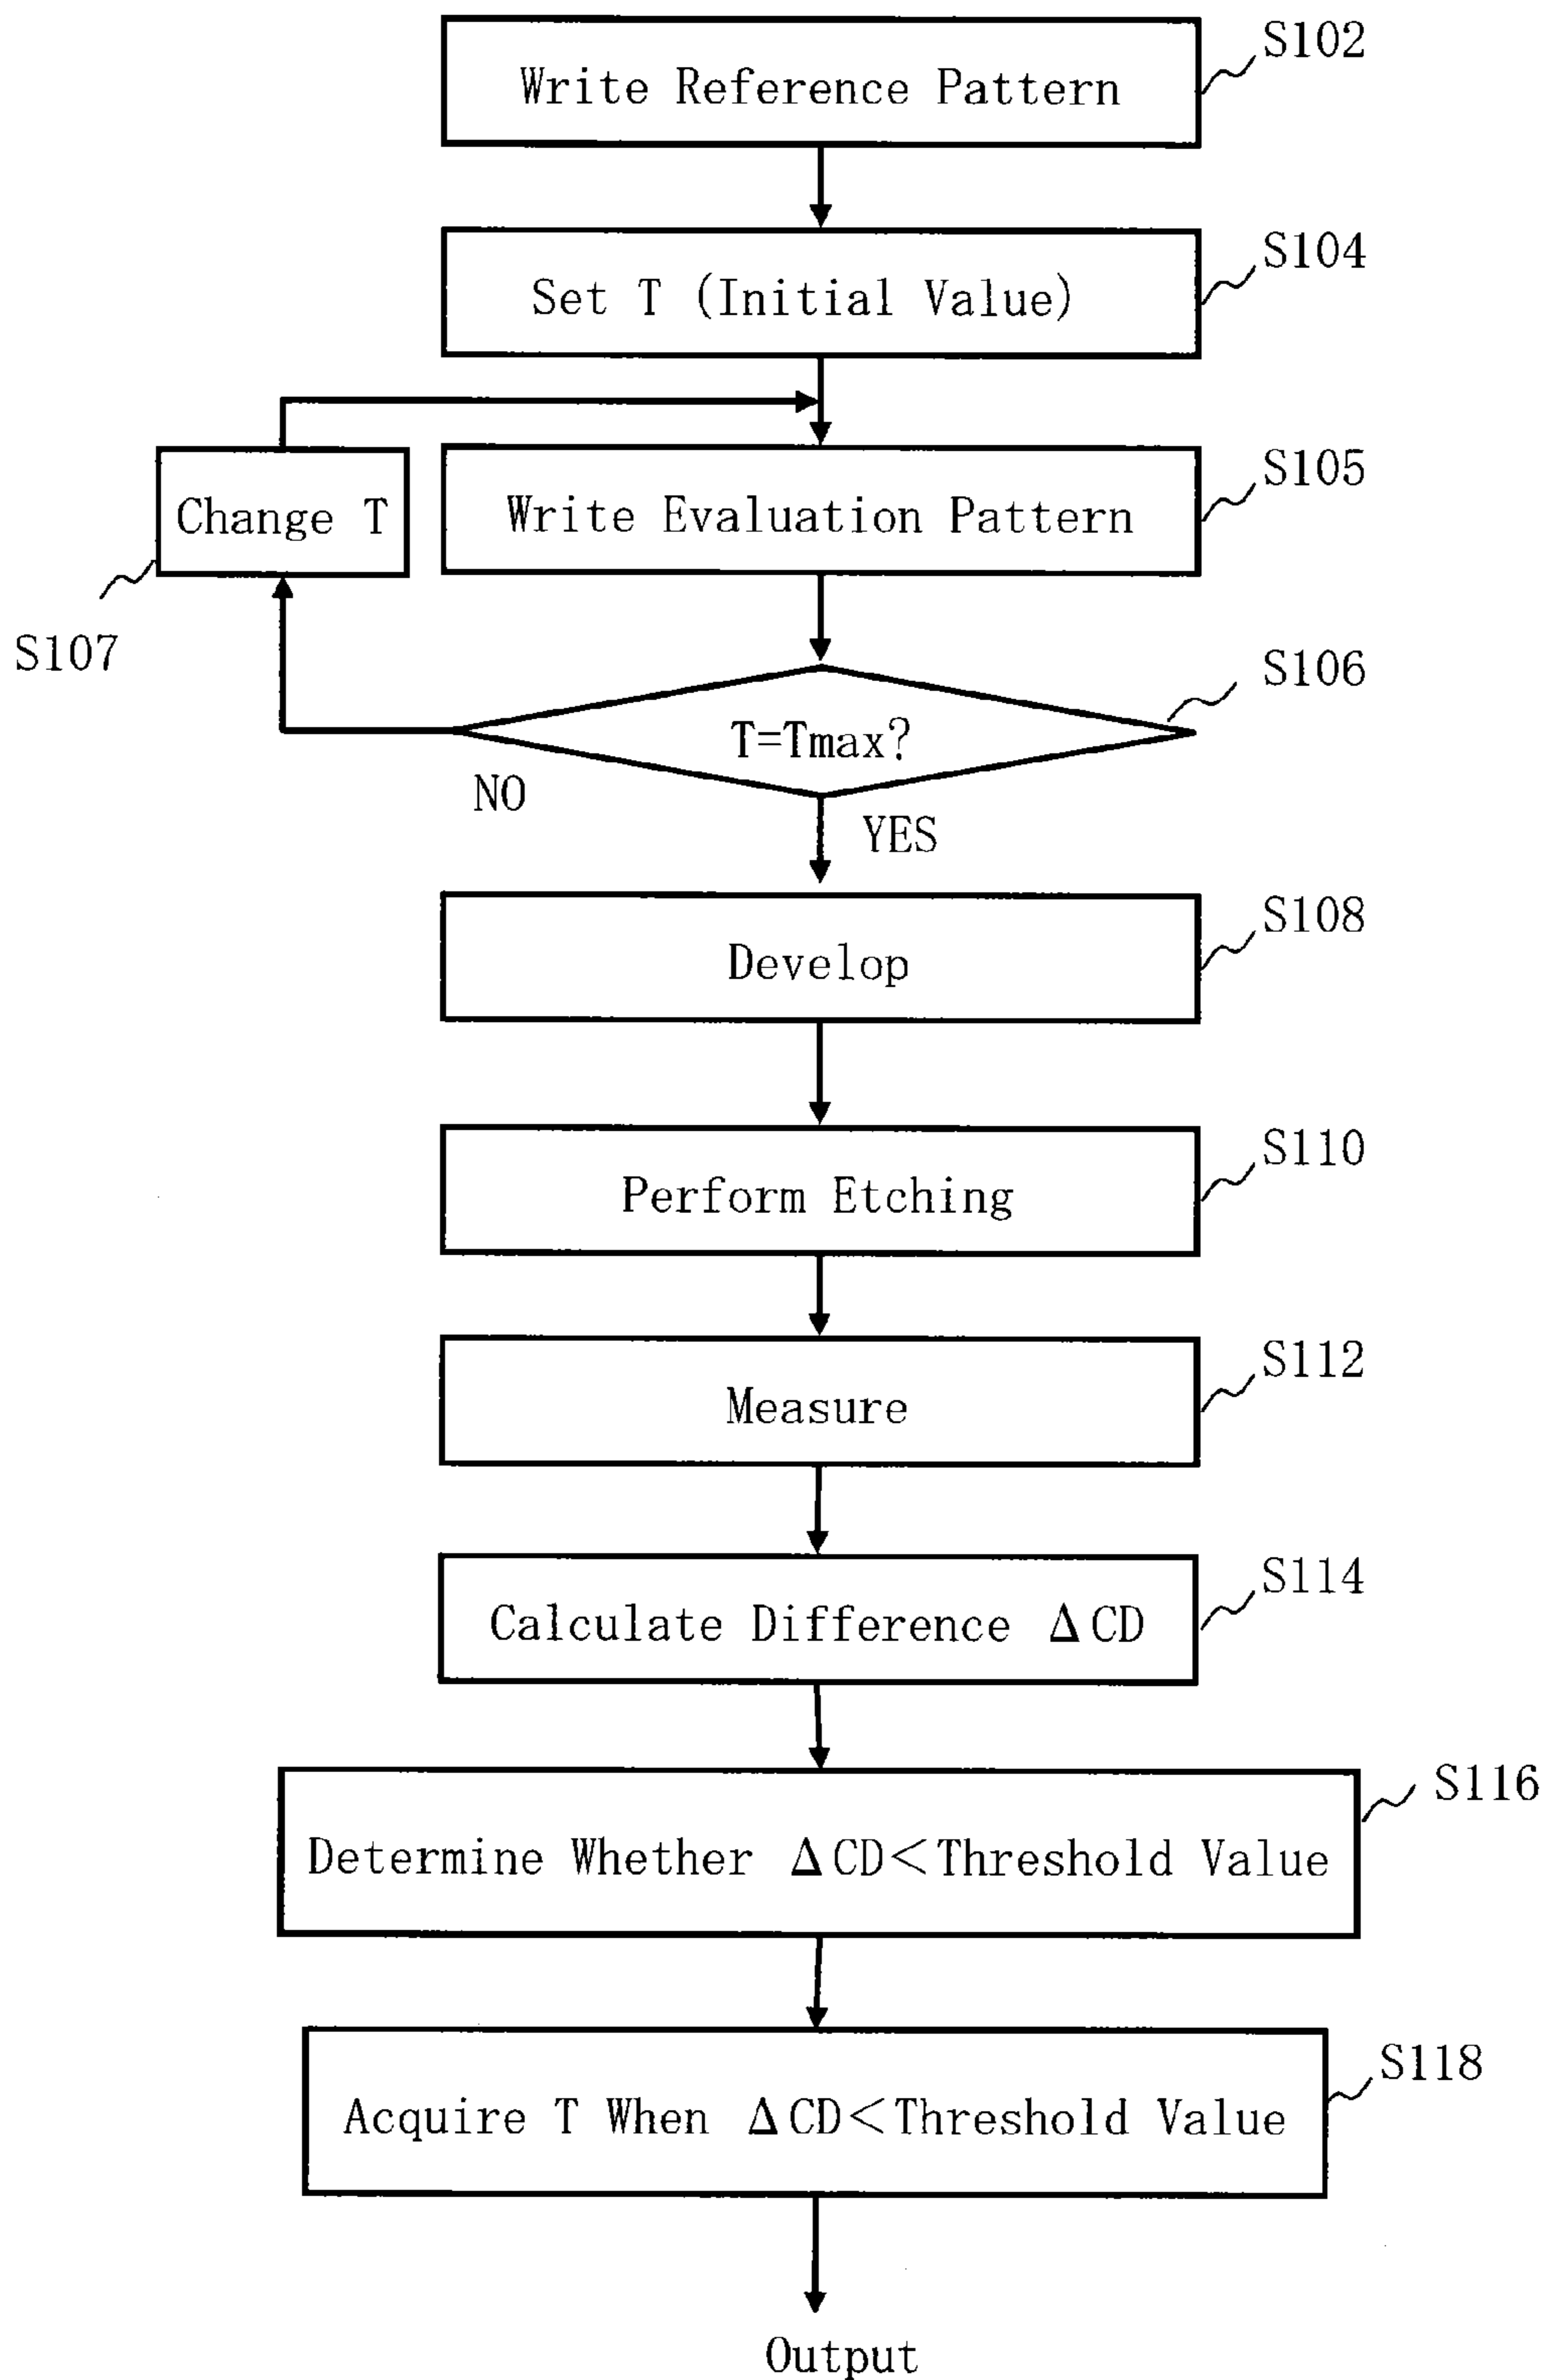 S102
Write Reference Pattern
S104
Set T (Initial Value)
S105
Change T
Write Evaluation Pattern
S107
S106
T=Tmax?
NO
YES
S108
Develop
S110
Perform Etching
S112
Measure
S114
Calculate Difference ΔCD
S116
Determine Whether ΔCD<Threshold Value
S118
Acquire T When ΔCD<Threshold Value
Output